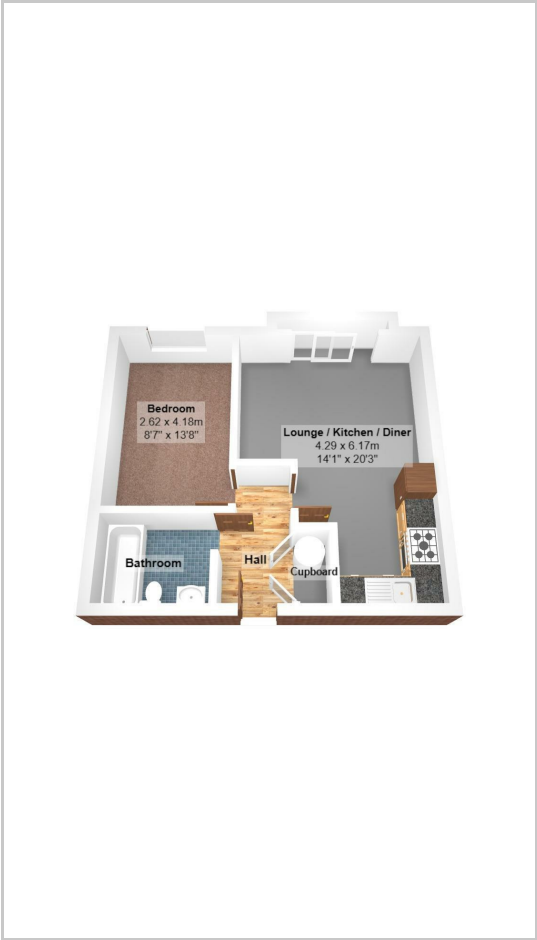 Bedroom
2.62 x 4.18m
8'7" x 13'8"
Lounge / Kitchen / Diner
4.29 x 6.17m
14'1" x 20'3"
Bathroom
Hall
Cupboard